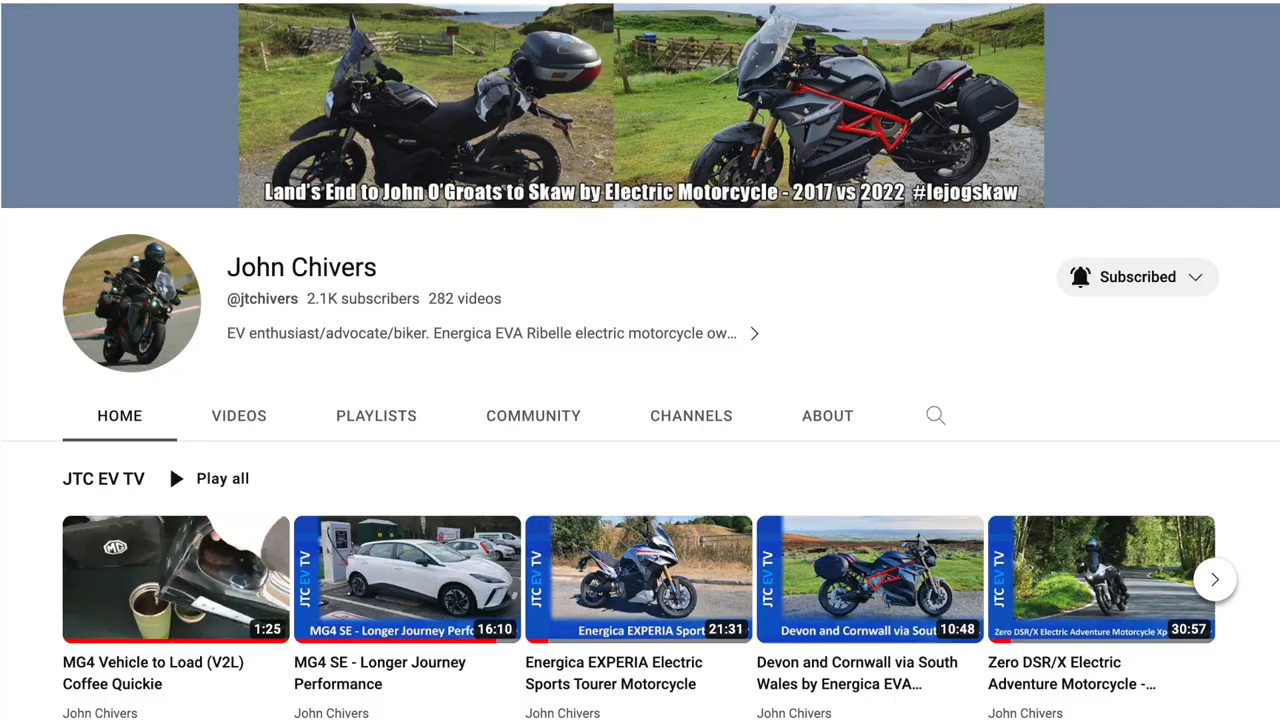 Land's End to John O'Groats to Skaw by Electric Motorcycle - 2017 vs 2022 #lejogskaw
John Chivers
@jtchivers 2.1K subscribers 282 videos
EV enthusiast/advocate/biker. Energica EVA Ribelle electric motorcycle ow...
Subscribed
HOME VIDEOS PLAYLISTS COMMUNITY CHANNELS ABOUT
JTC EV TV Play all
MG
1:25
JTC EV TV
MG4 SE - Longer Journey Perfo
16:10
JTC EV TV
Energica EXPERIA Sport
21:31
JTC EV TV
Devon and Cornwall via Sout
10:48
JTC EV TV
Zero DSR/X Electric Adventure Motorcycle Xp
30:57
MG4 Vehicle to Load (V2L)
Coffee Quickie
John Chivers
MG4 SE - Longer Journey
Performance
John Chivers
Energica EXPERIA Electric
Sports Tourer Motorcycle
John Chivers
Devon and Cornwall via South
Wales by Energica EVA...
John Chivers
Zero DSR/X Electric
Adventure Motorcycle -...
John Chivers